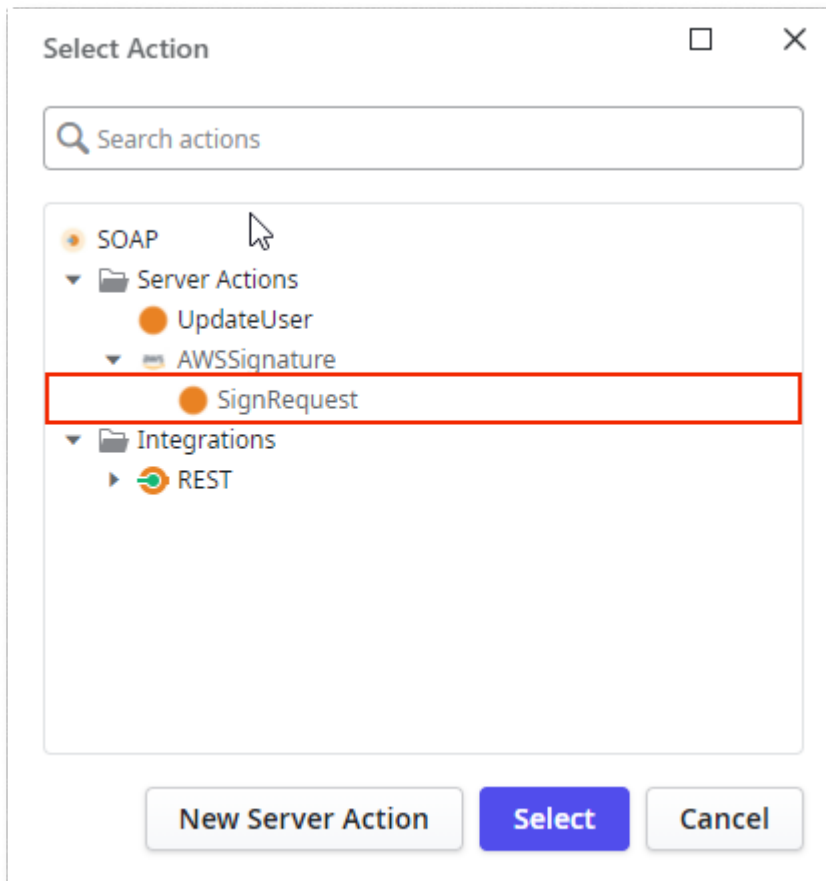 Select Action
Search actions
SOAP
Server Actions
UpdateUser
AWSSignature
SignRequest
Integrations
REST
New Server Action Select Cancel